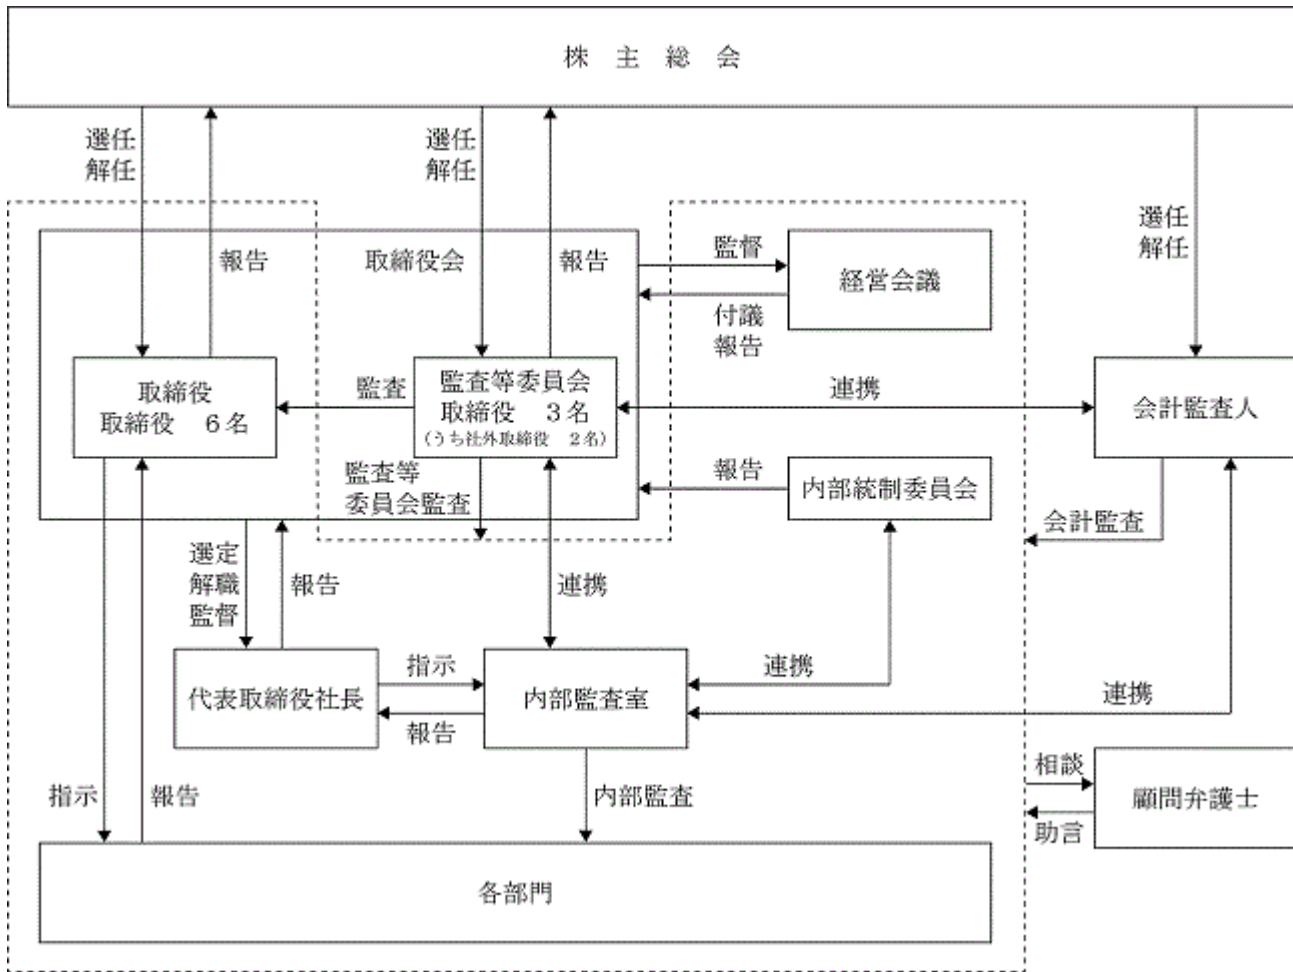 株 主 総 会
選任
解任
選任
解任
選任
解任
報告
取締役会
報告
監督
経営会議
付議
報告
取締役
取締役 6名
監査
監査等委員会
取締役 3名
(うち社外取締役 2名)
連携
会計監査人
監査等
委員会監査
報告
内部統制委員会
会計監査
選定
解職
監督
報告
連携
代表取締役社長
指示
報告
内部監査室
連携
連携
指示
報告
内部監査
相談
助言
顧問弁護士
各部門